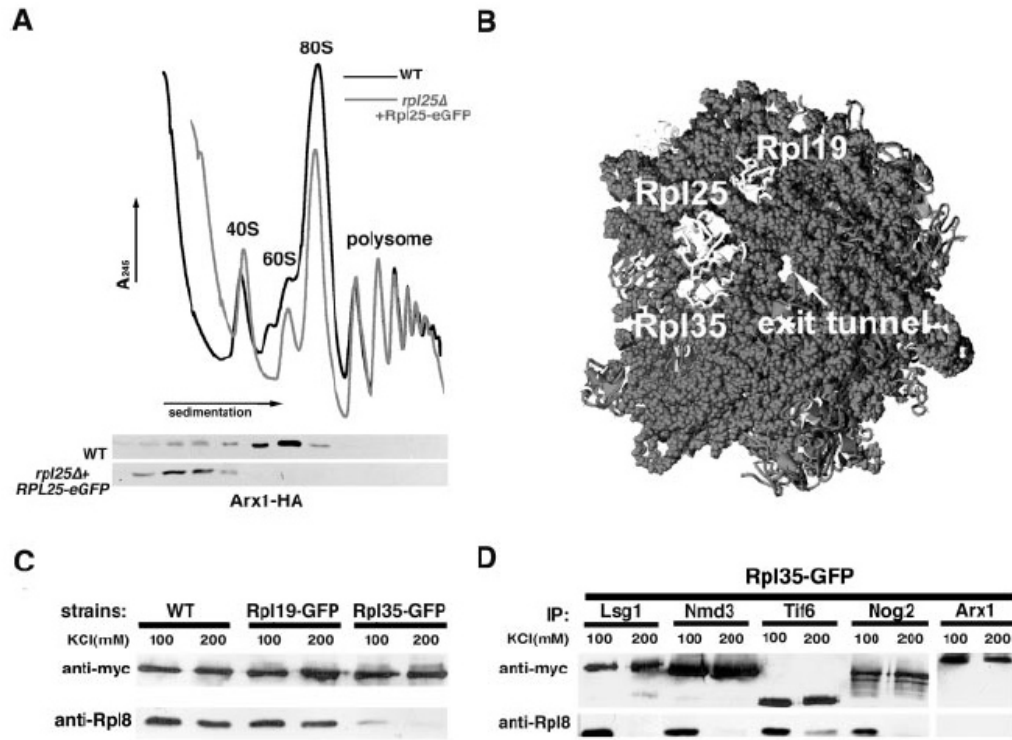 A
80S
WT
rpl25Δ
+Rpl25-eGFP
40S
60S
polysome
A245
sedimentation
WT
rpl25Δ+
RPL25-eGFP
Arx1-HA
B
Rpl19
Rpl25
Rpl35
exit tunnel
C
strains: WT Rpl19-GFP Rpl35-GFP
KCl(mM) 100 200 100 200 100 200
anti-myc
anti-Rpl8
D
Rpl35-GFP
IP: Lsg1 Nmd3 Tif6 Nog2 Arx1
KCl(mM) 100 200 100 200 100 200 100 200 100 200
anti-myc
anti-Rpl8